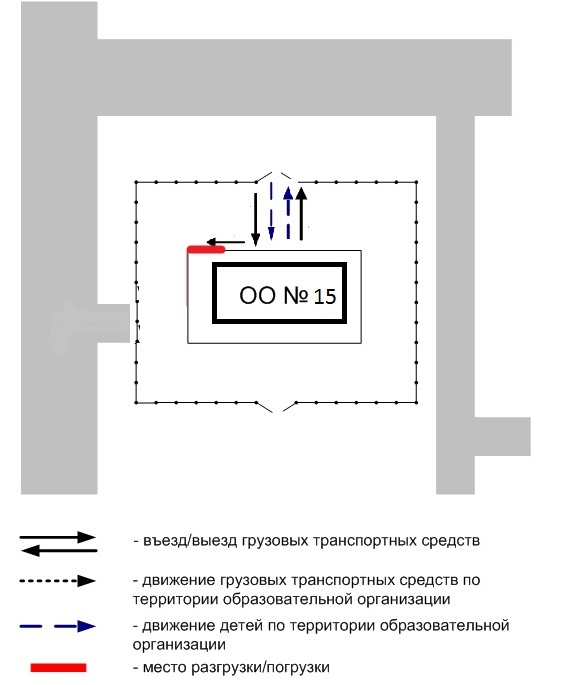 ОО № 15
- въезд/выезд грузовых транспортных средств
- движение грузовых транспортных средств по
территории образовательной организации
- движение детей по территории образовательной
организации
- место разгрузки/погрузки